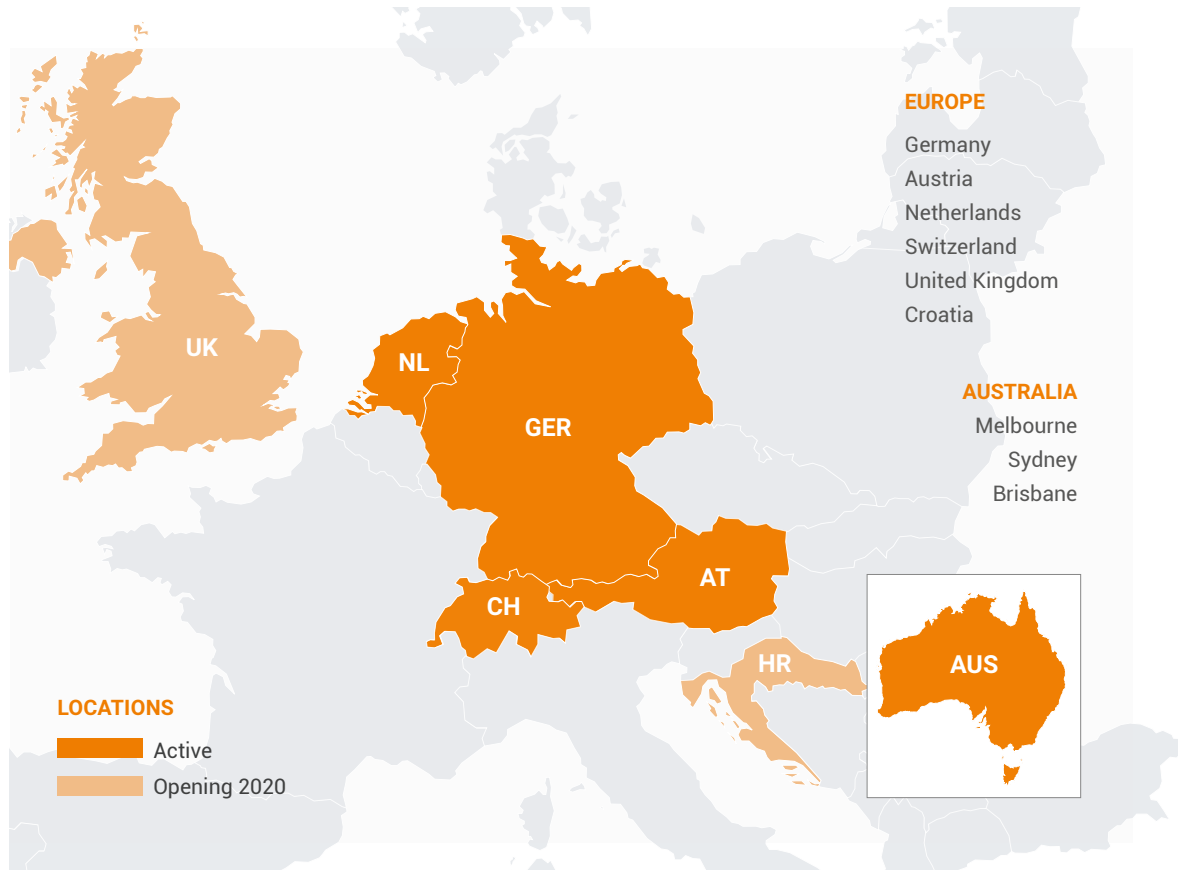 EUROPE
Germany
Austria
Netherlands
Switzerland
United Kingdom
Croatia
UK
NL
GER
AUSTRALIA
Melbourne
Sydney
Brisbane
AT
CH
HR
AUS
LOCATIONS
Active
Opening 2020